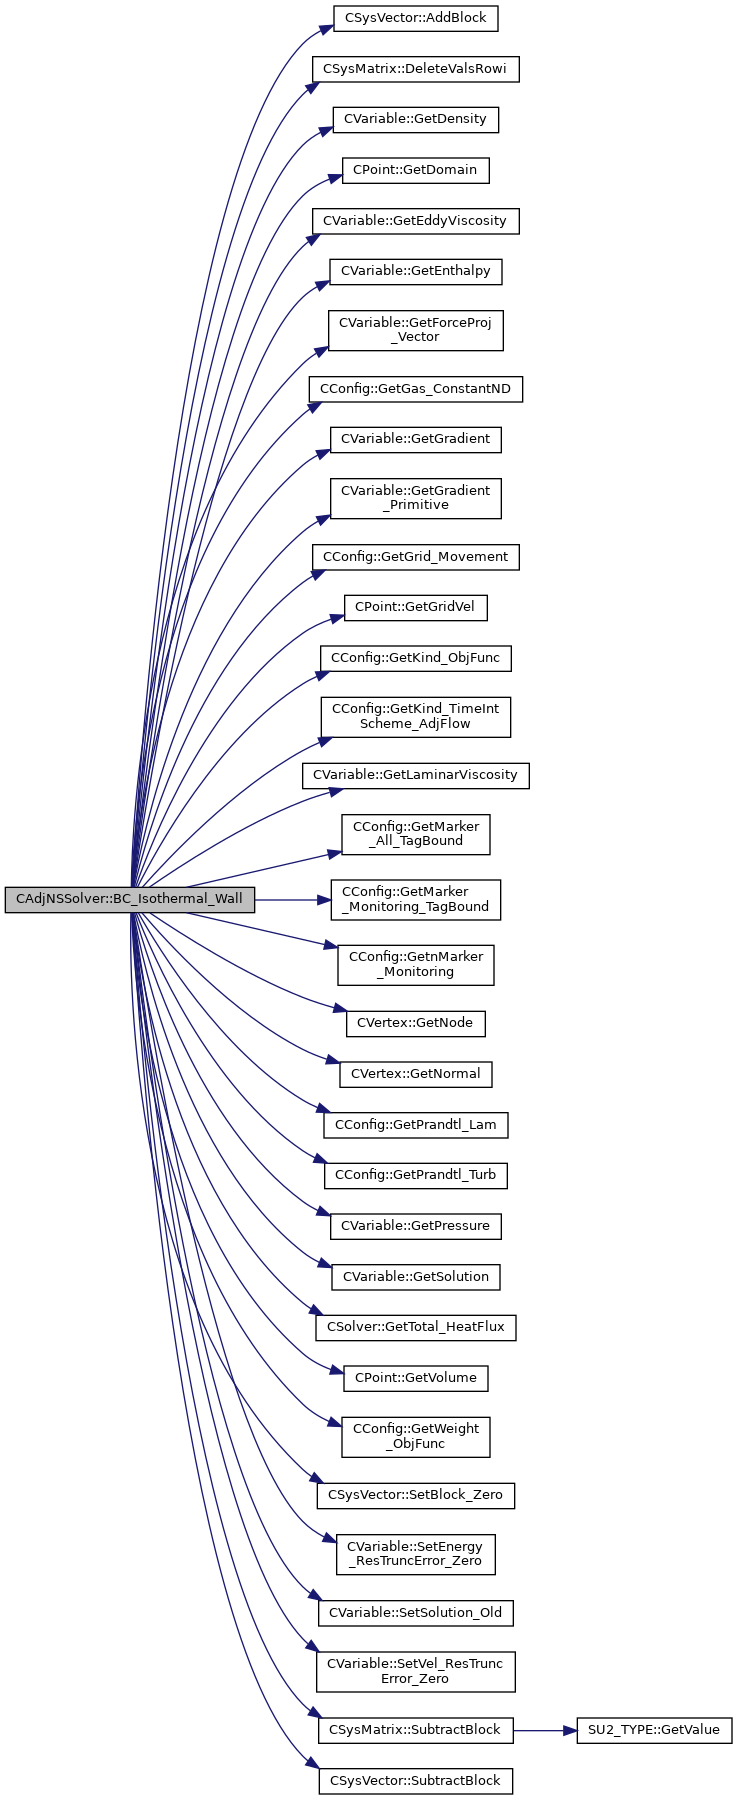 CSysVector::AddBlock
CSysMatrix::DeleteValsRowi
CVariable::GetDensity
CPoint::GetDomain
CVariable::GetEddyViscosity
CVariable::GetEnthalpy
CVariable::GetForceProj
_Vector
CConfig::GetGas_ConstantND
CVariable::GetGradient
CVariable::GetGradient
_Primitive
CConfig::GetGrid_Movement
CPoint::GetGridVel
CConfig::GetKind_ObjFunc
CConfig::GetKind_TimeInt
Scheme_AdjFlow
CVariable::GetLaminarViscosity
CConfig::GetMarker
_All_TagBound
CAdjNSSolver::BC_Isothermal_Wall
CConfig::GetMarker
_Monitoring_TagBound
CConfig::GetnMarker
_Monitoring
CVertex::GetNode
CVertex::GetNormal
CConfig::GetPrandtl_Lam
CConfig::GetPrandtl_Turb
CVariable::GetPressure
CVariable::GetSolution
CSolver::GetTotal_HeatFlux
CPoint::GetVolume
CConfig::GetWeight
_ObjFunc
CSysVector::SetBlock_Zero
CVariable::SetEnergy
_ResTruncError_Zero
CVariable::SetSolution_Old
CVariable::SetVel_ResTrunc
Error_Zero
CSysMatrix::SubtractBlock
SU2_TYPE::GetValue
CSysVector::SubtractBlock